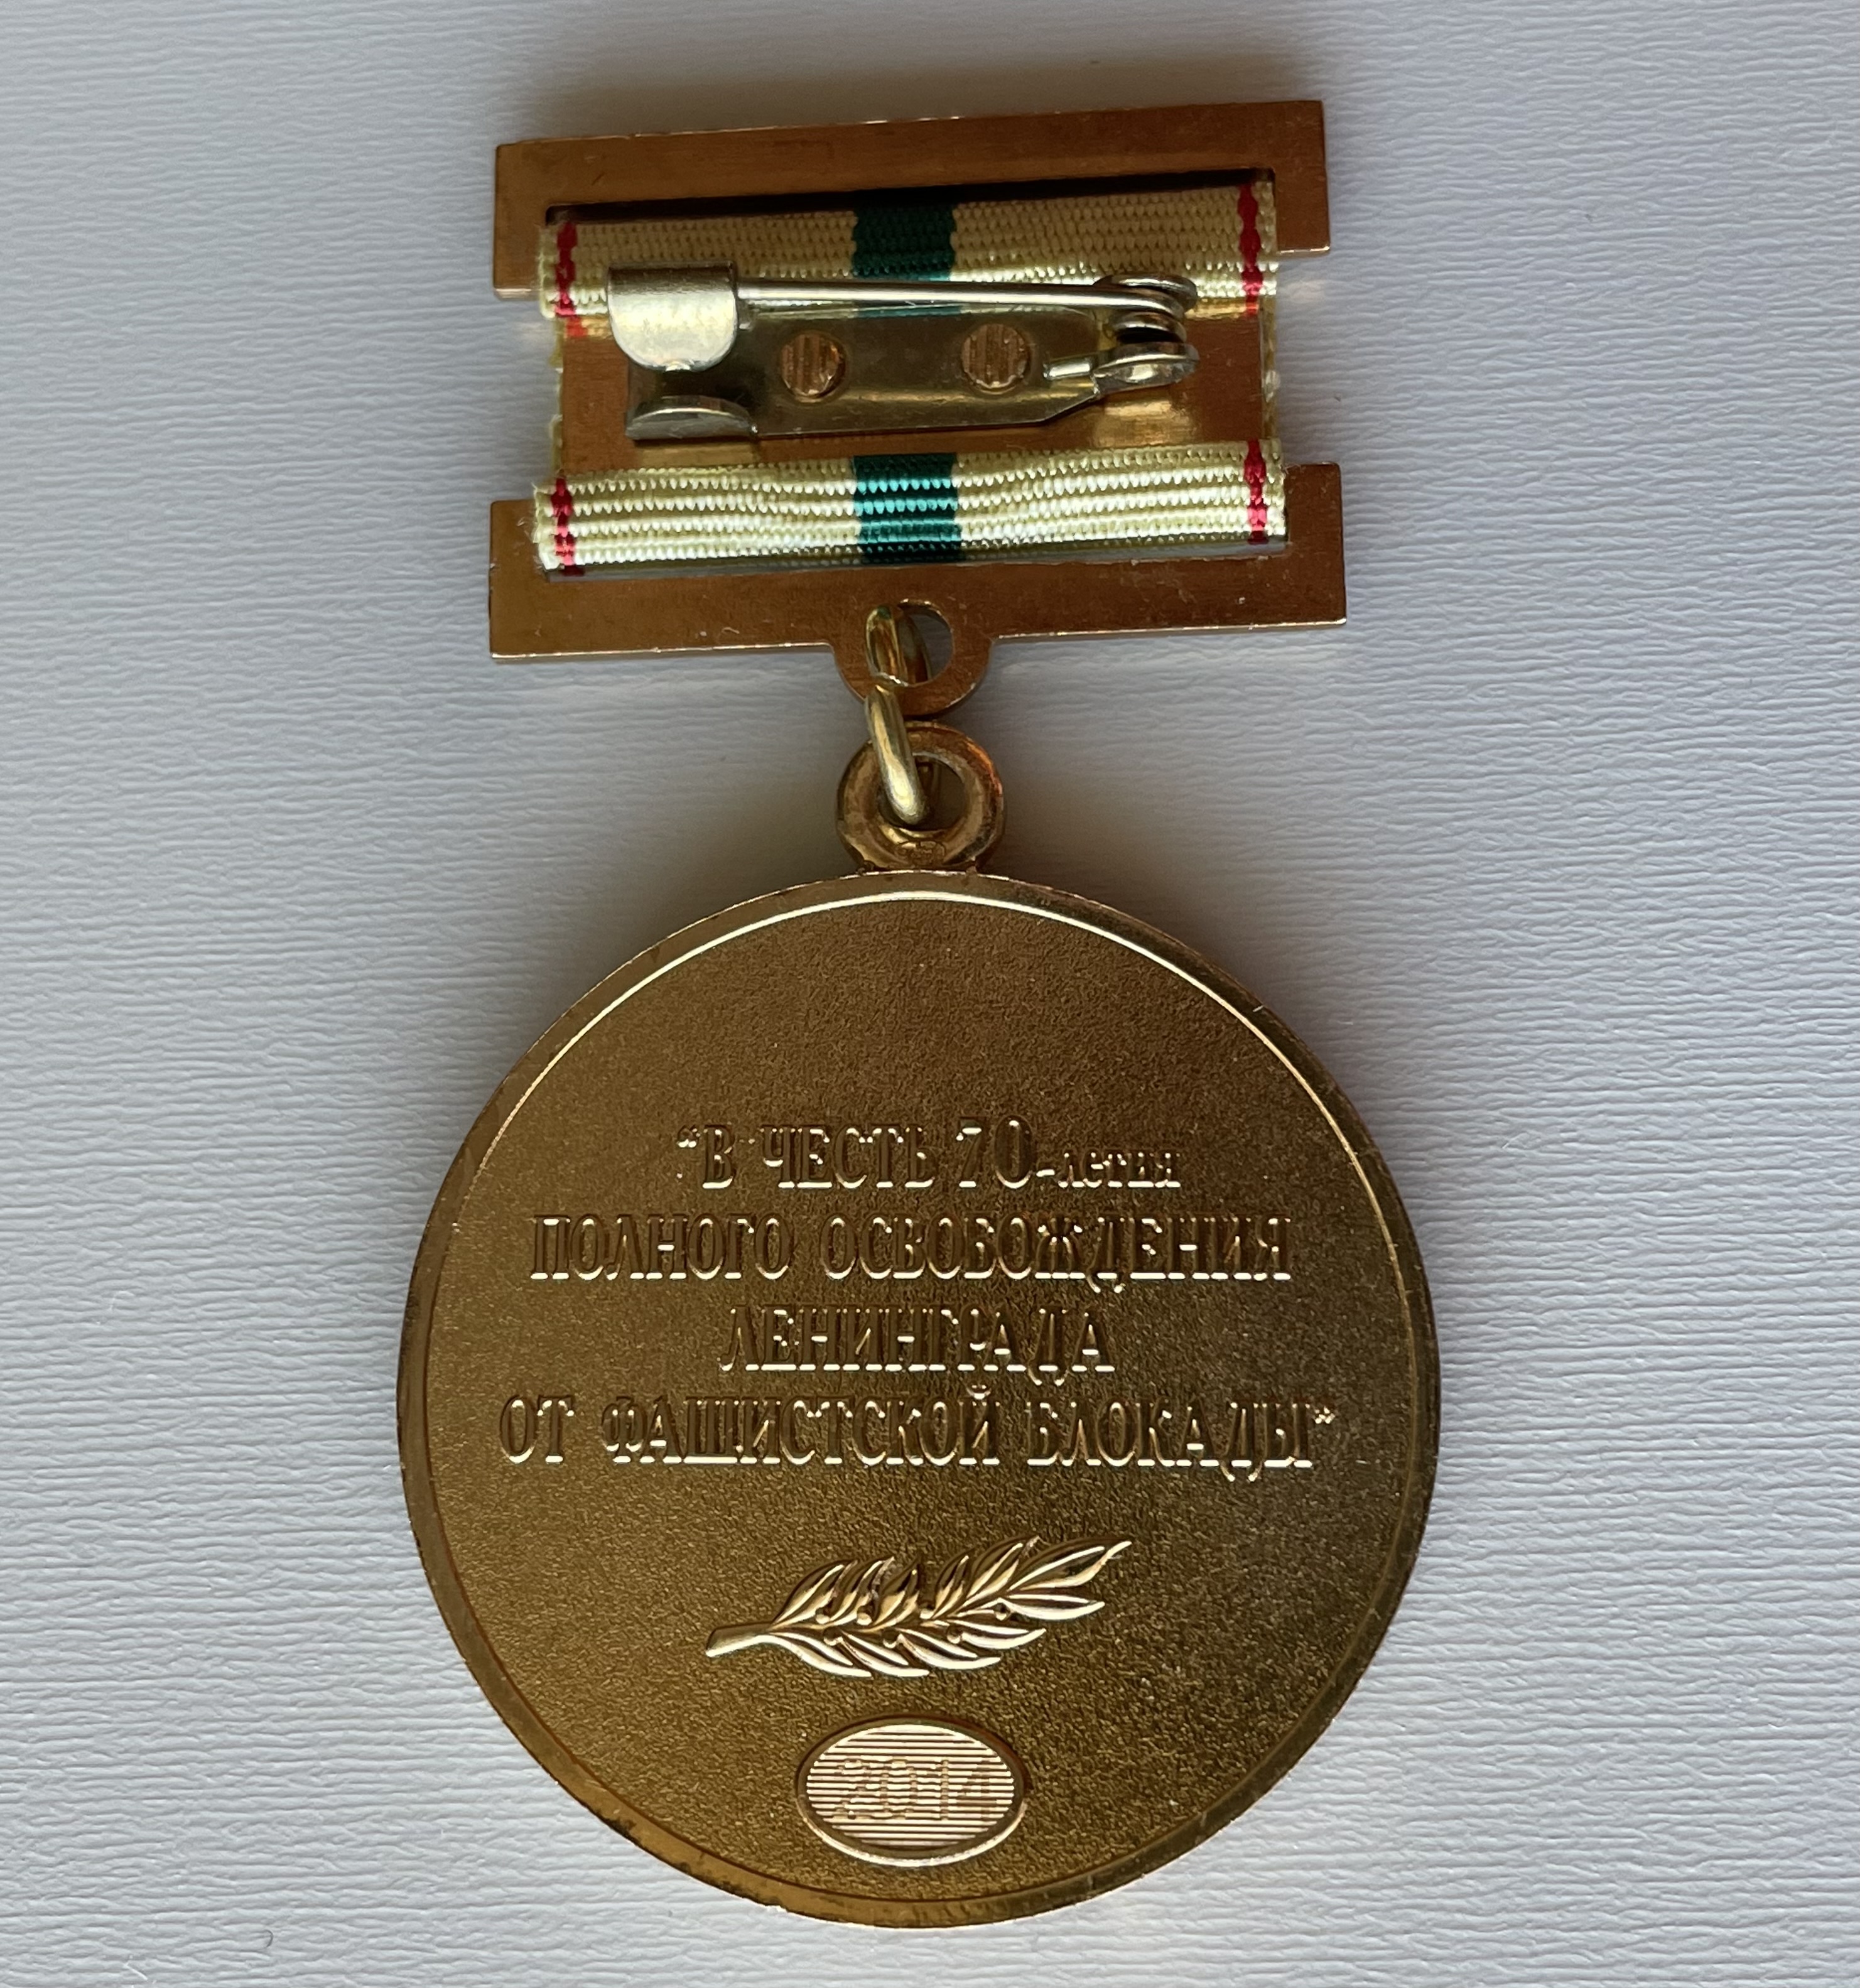 "В ЧЕСТЬ 70-летия
ПОЛНОГО ОСВОБОЖДЕНИЯ
ЛЕНИНГРАДА
ОТ ФАШИСТСКОЙ БЛОКАДЫ"
2014